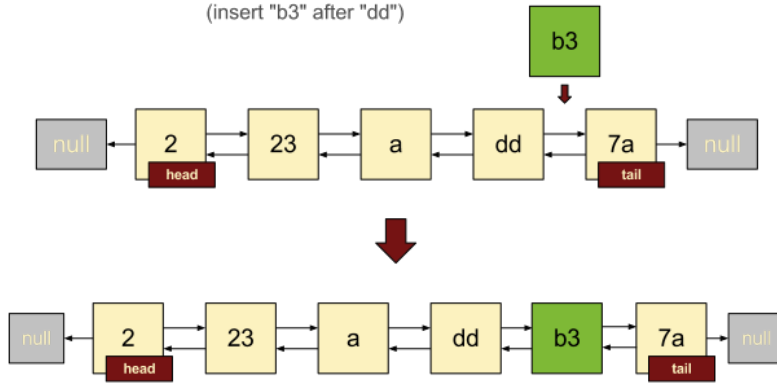 (insert "b3" after "dd")
b3
null 2 23 a dd 7a null
head tail
null 2 23 a dd b3 7a null
head tail